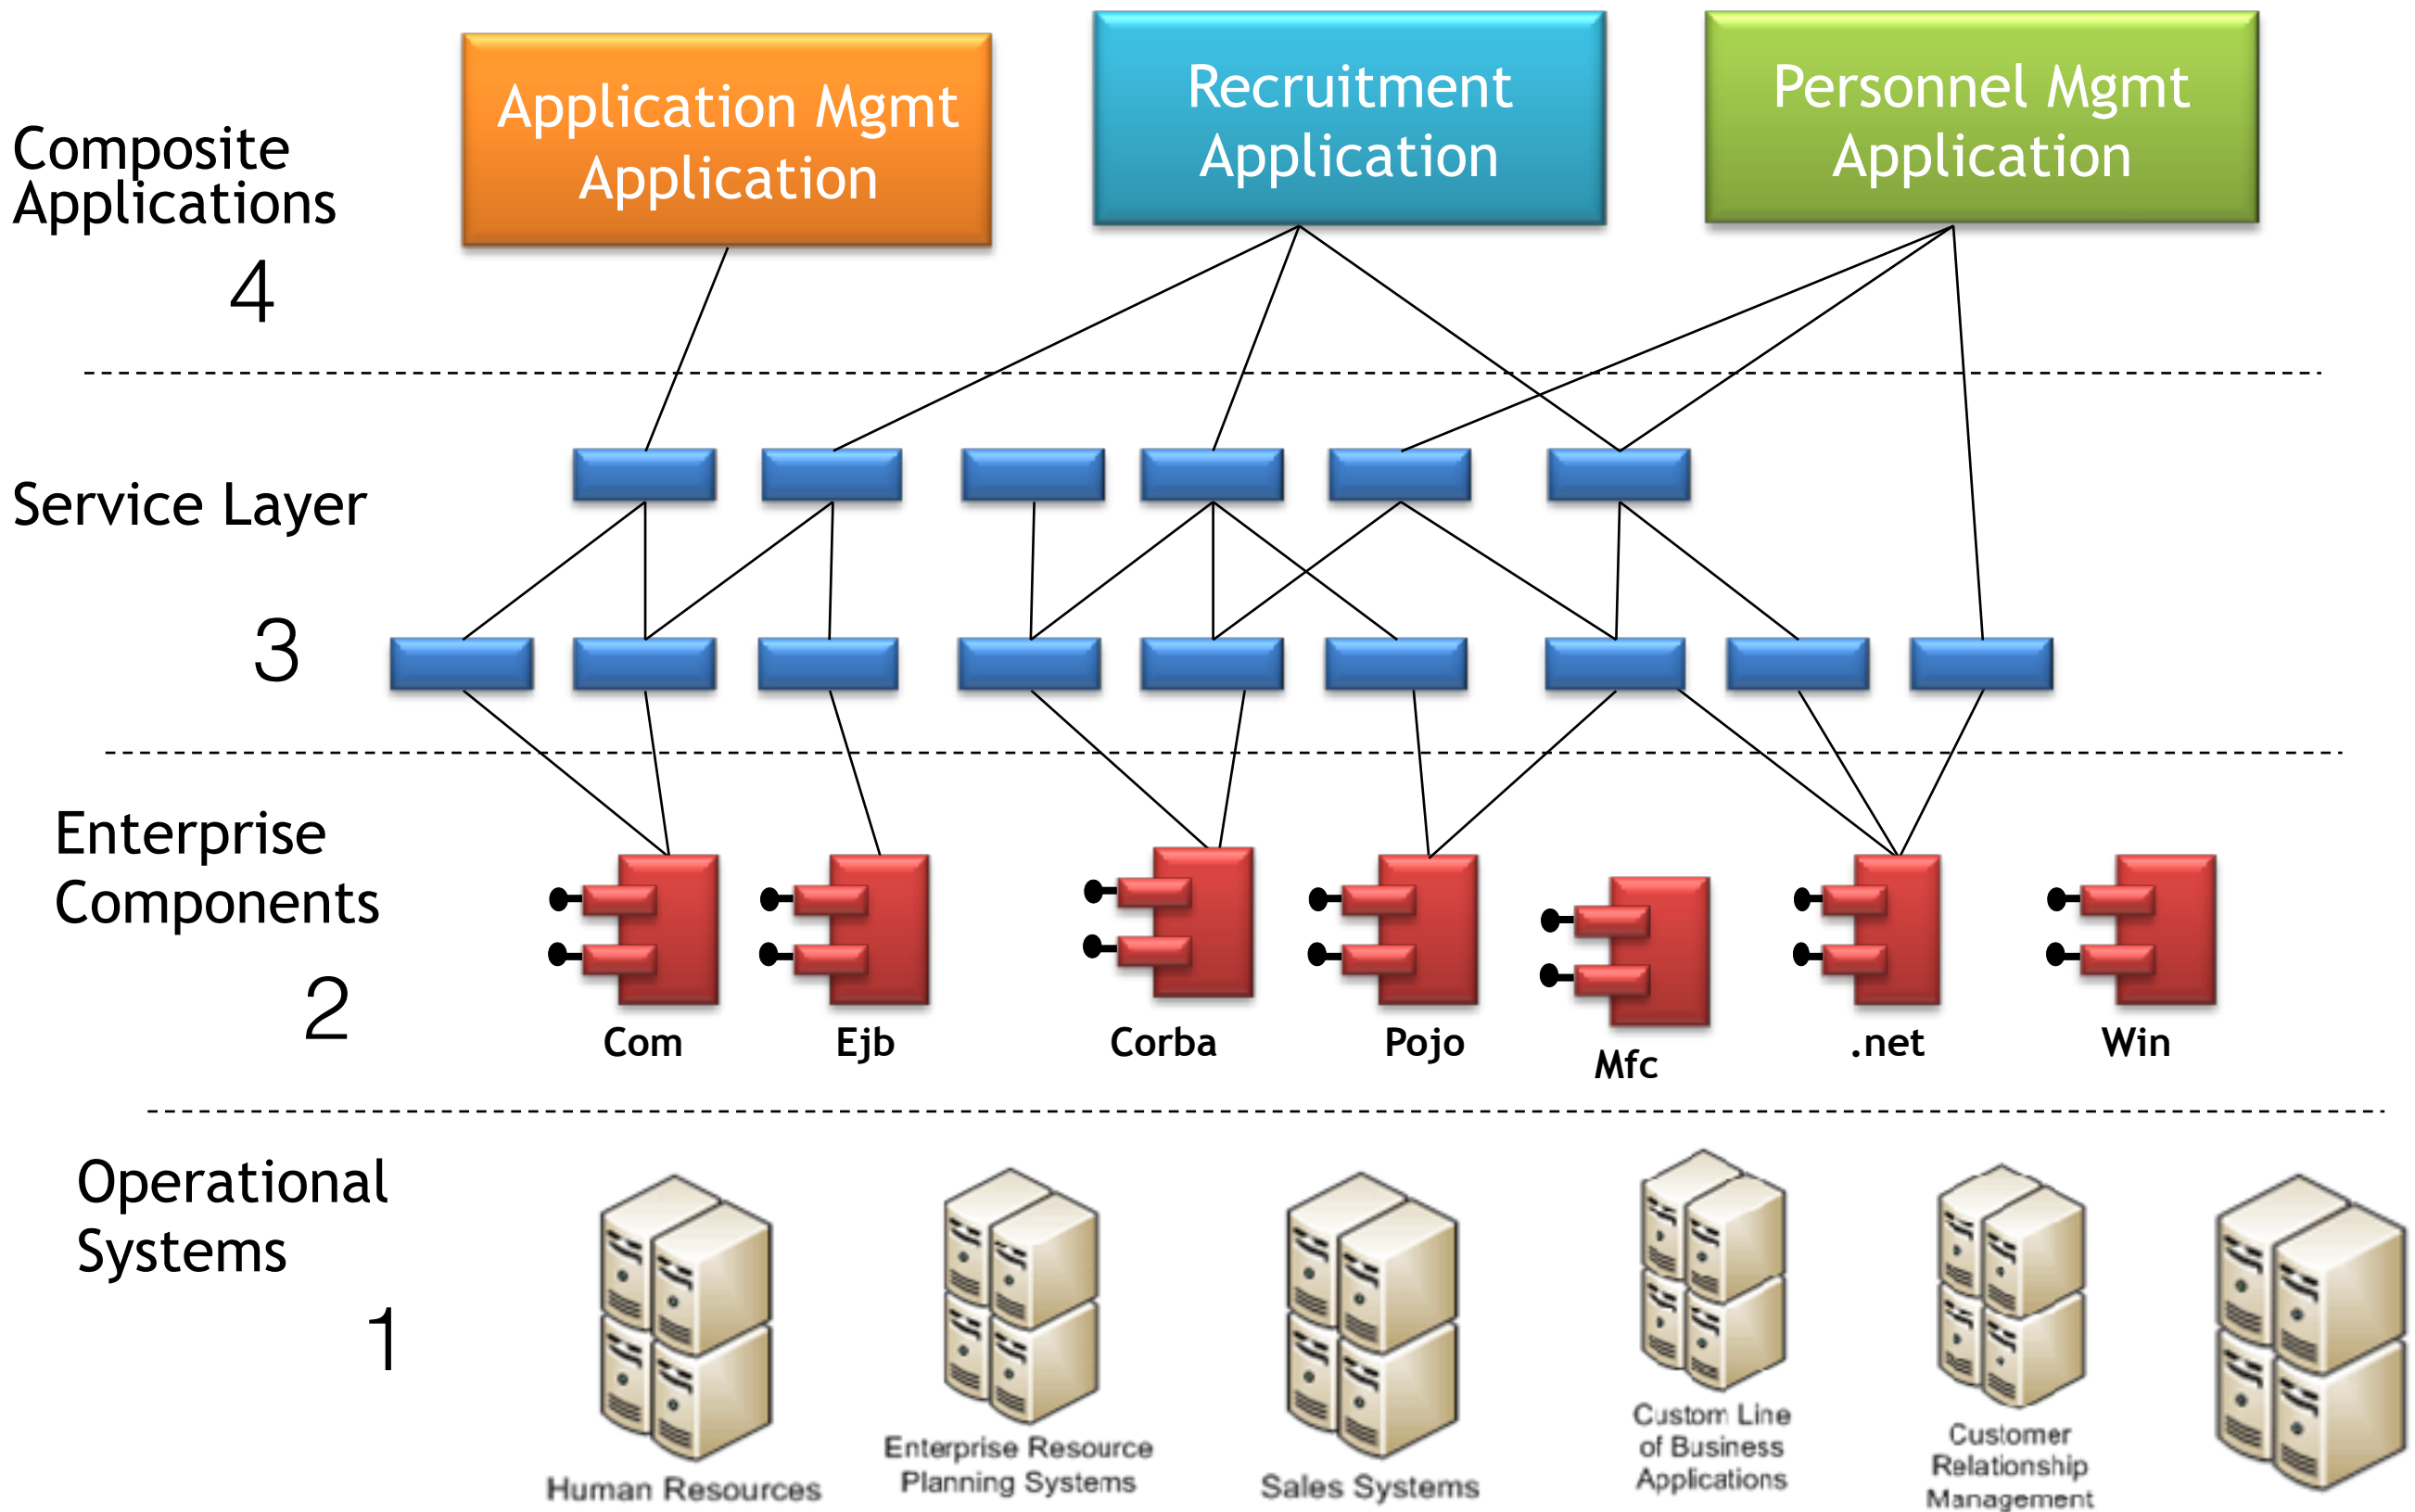 Application Mgmt
Application
Recruitment
Application
Personnel Mgmt
Application
Composite
Applications
4
Service Layer
3
Enterprise
Components
2
Com
Ejb
Corba
Pojo
Mfc
.net
Win
Operational
Systems
1
Human Resources
Enterprise Resource
Planning Systems
Sales Systems
Custom Line
of Business
Applications
Customer
Relationship
Management